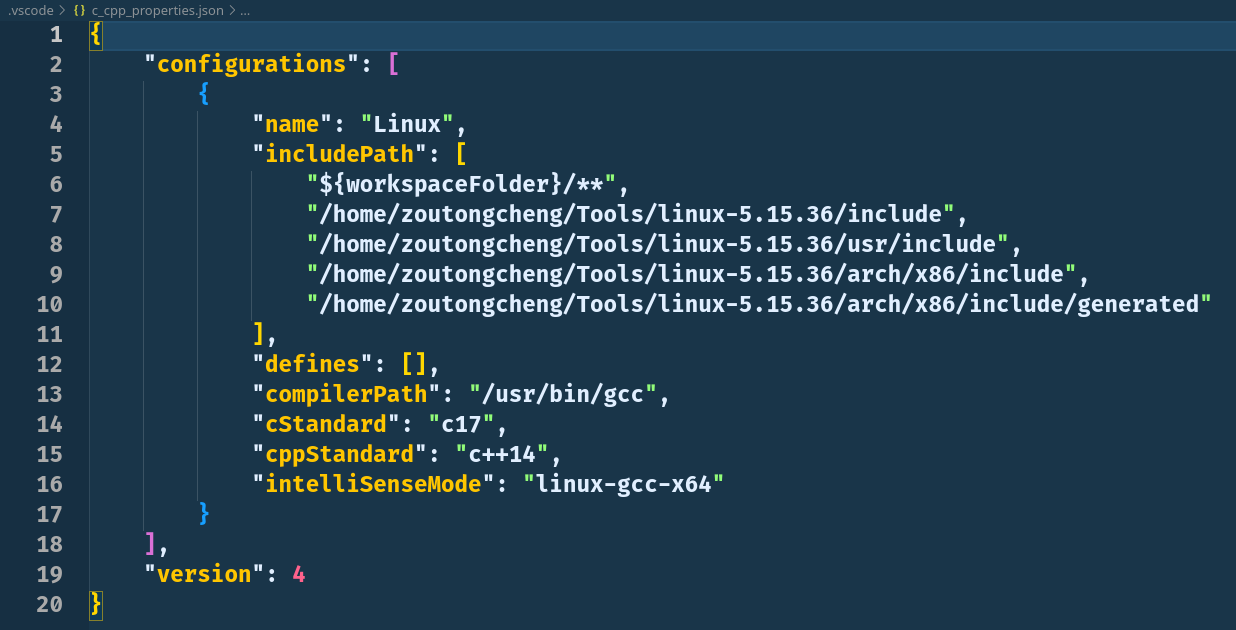 .vscode > {} c_cpp_properties.json > ...
1 {
2     "configurations": [
3         {
4             "name": "Linux",
5             "includePath": [
6                 "${workspaceFolder}/**",
7                 "/home/zoutongcheng/Tools/linux-5.15.36/include",
8                 "/home/zoutongcheng/Tools/linux-5.15.36/usr/include",
9                 "/home/zoutongcheng/Tools/linux-5.15.36/arch/x86/include",
10                 "/home/zoutongcheng/Tools/linux-5.15.36/arch/x86/include/generated"
11             ],
12             "defines": [],
13             "compilerPath": "/usr/bin/gcc",
14             "cStandard": "c17",
15             "cppStandard": "c++14",
16             "intelliSenseMode": "linux-gcc-x64"
17         }
18     ],
19     "version": 4
20 }